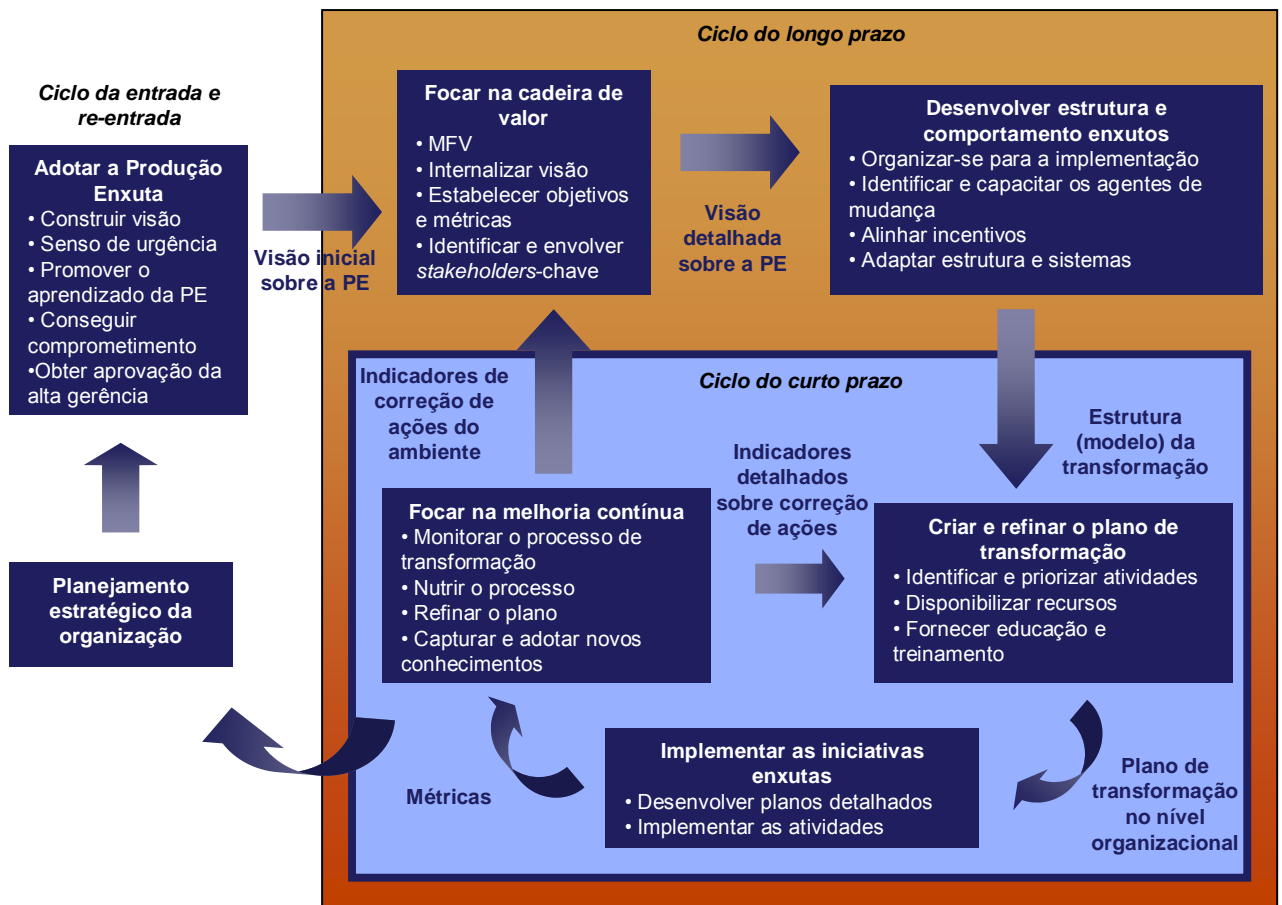 Ciclo do longo prazo
Ciclo da entrada e
re-entrada
Adotar a Produção
Enxuta
• Construir visão
• Senso de urgência
• Promover o
aprendizado da PE
• Conseguir
comprometimento
•Obter aprovação da
alta gerência
Visão inicial
sobre a PE
Focar na cadeira de
valor
• MFV
• Internalizar visão
• Estabelecer objetivos
e métricas
• Identificar e envolver
stakeholders-chave
Visão
detalhada
sobre a PE
Desenvolver estrutura e
comportamento enxutos
• Organizar-se para a implementação
• Identificar e capacitar os agentes de
mudança
• Alinhar incentivos
• Adaptar estrutura e sistemas
Ciclo do curto prazo
Indicadores de
correção de
ações do
ambiente
Indicadores
detalhados
sobre correção
de ações
Estrutura
(modelo) da
transformação
Planejamento
estratégico da
organização
Focar na melhoria contínua
• Monitorar o processo de
transformação
• Nutrir o processo
• Refinar o plano
• Capturar e adotar novos
conhecimentos
Criar e refinar o plano de
transformação
• Identificar e priorizar atividades
• Disponibilizar recursos
• Fornecer educação e
treinamento
Métricas
Implementar as iniciativas
enxutas
• Desenvolver planos detalhados
• Implementar as atividades
Plano de
transformação
no nível
organizacional